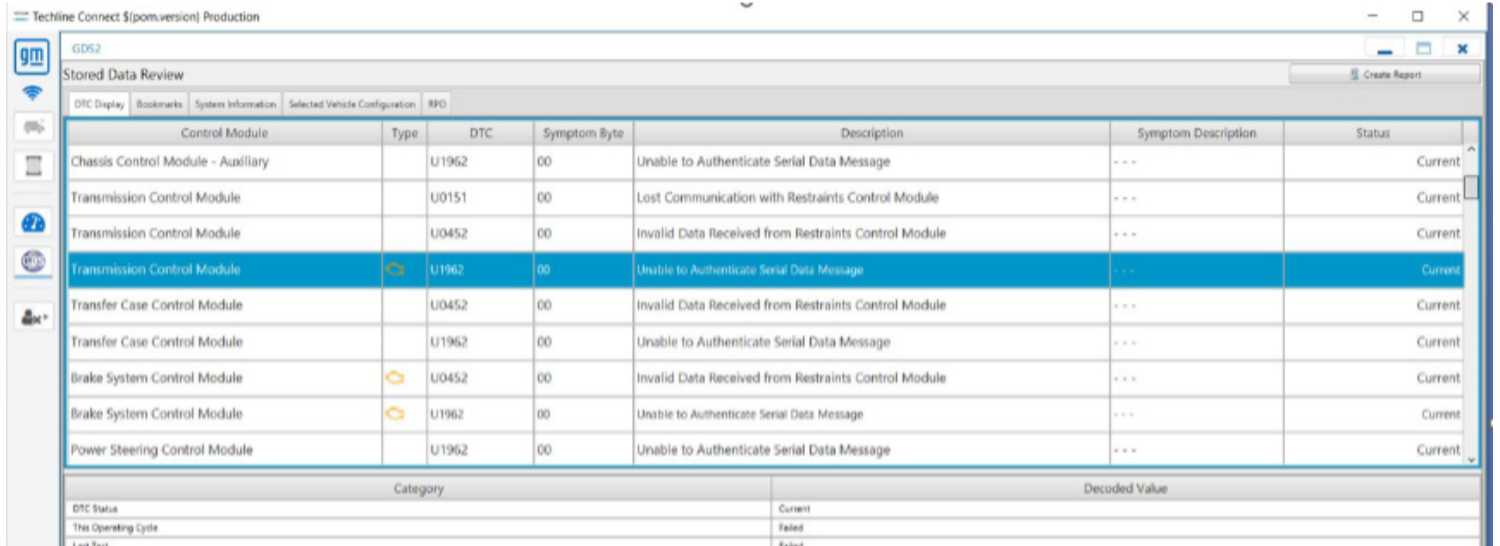 Techline Connect $(pom.version) Production
gm
GDS2
Stored Data Review
Create Report
DTC Display Bookmarks System Information Selected Vehicle Configuration RPO
Control Module Type DTC Symptom Byte Description Symptom Description Status
Chassis Control Module - Auxiliary U1962 00 Unable to Authenticate Serial Data Message - - - Current
Transmission Control Module U0151 00 Lost Communication with Restraints Control Module - - - Current
Transmission Control Module U0452 00 Invalid Data Received from Restraints Control Module - - - Current
Transmission Control Module U1962 00 Unable to Authenticate Serial Data Message - - - Current
Transfer Case Control Module U0452 00 Invalid Data Received from Restraints Control Module - - - Current
Transfer Case Control Module U1962 00 Unable to Authenticate Serial Data Message - - - Current
Brake System Control Module U0452 00 Invalid Data Received from Restraints Control Module - - - Current
Brake System Control Module U1962 00 Unable to Authenticate Serial Data Message - - - Current
Power Steering Control Module U1962 00 Unable to Authenticate Serial Data Message - - - Current
Category Decoded Value
DTC Status Current
This Operating Cycle Failed
Last Test Failed